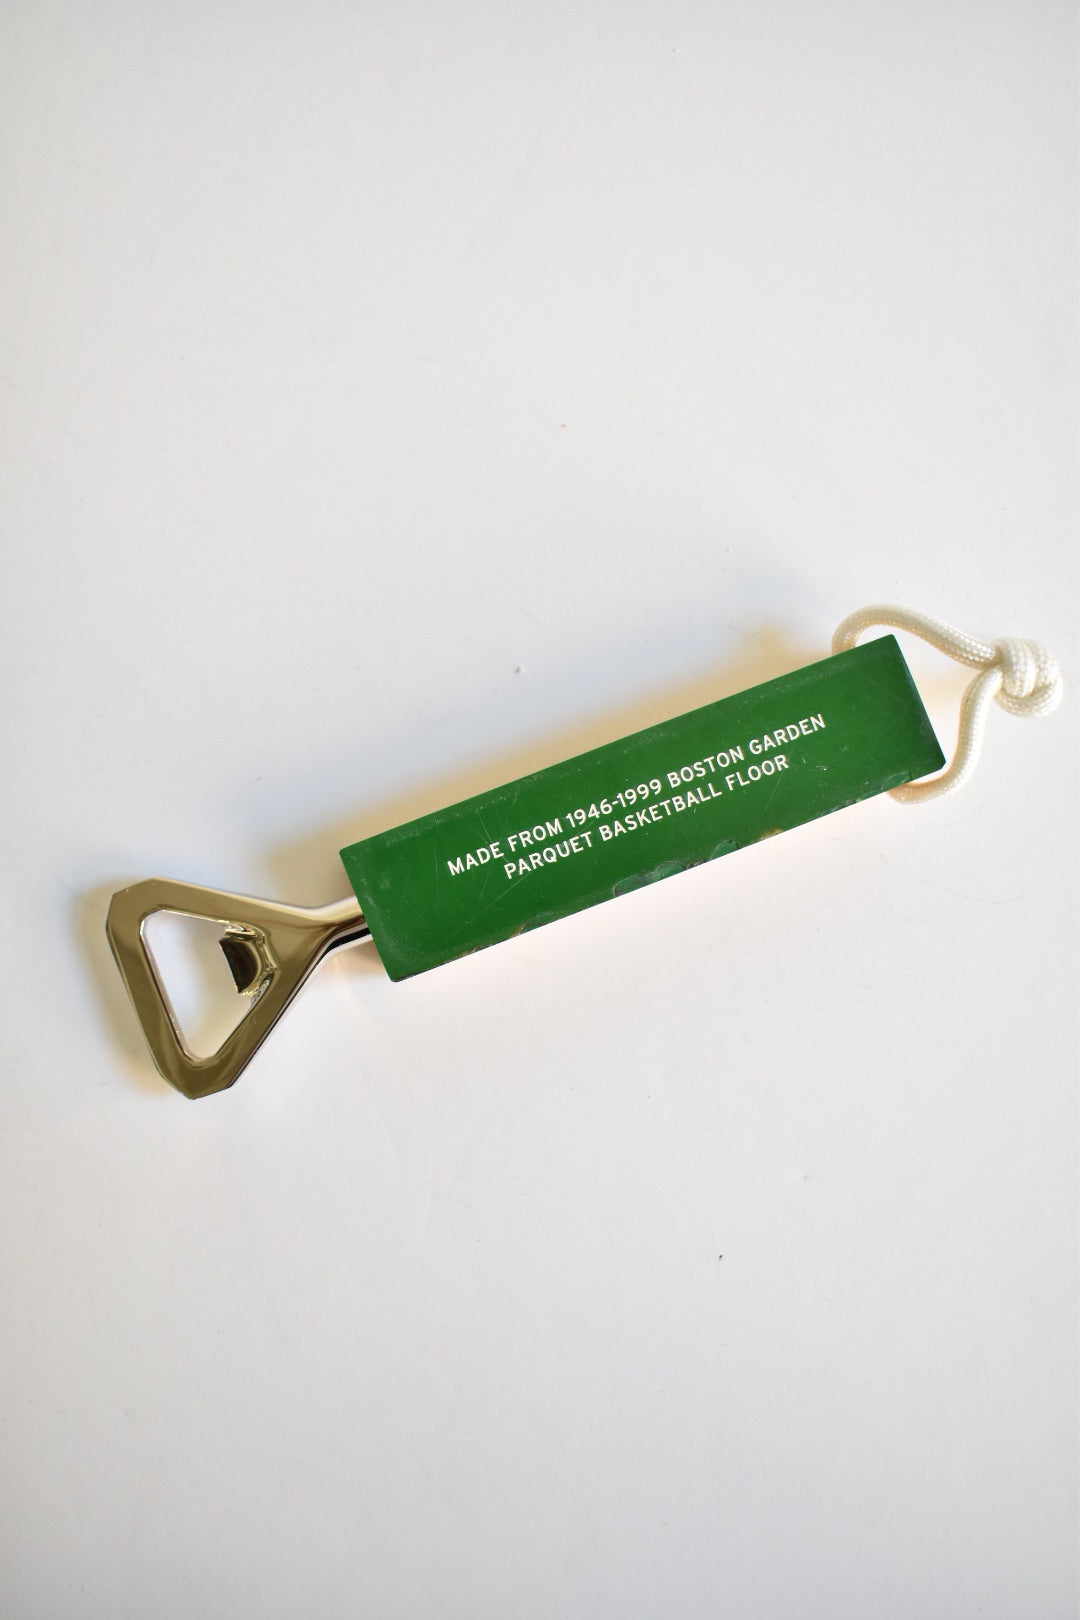 MADE FROM 1946-1999 BOSTON GARDEN
PARQUET BASKETBALL FLOOR